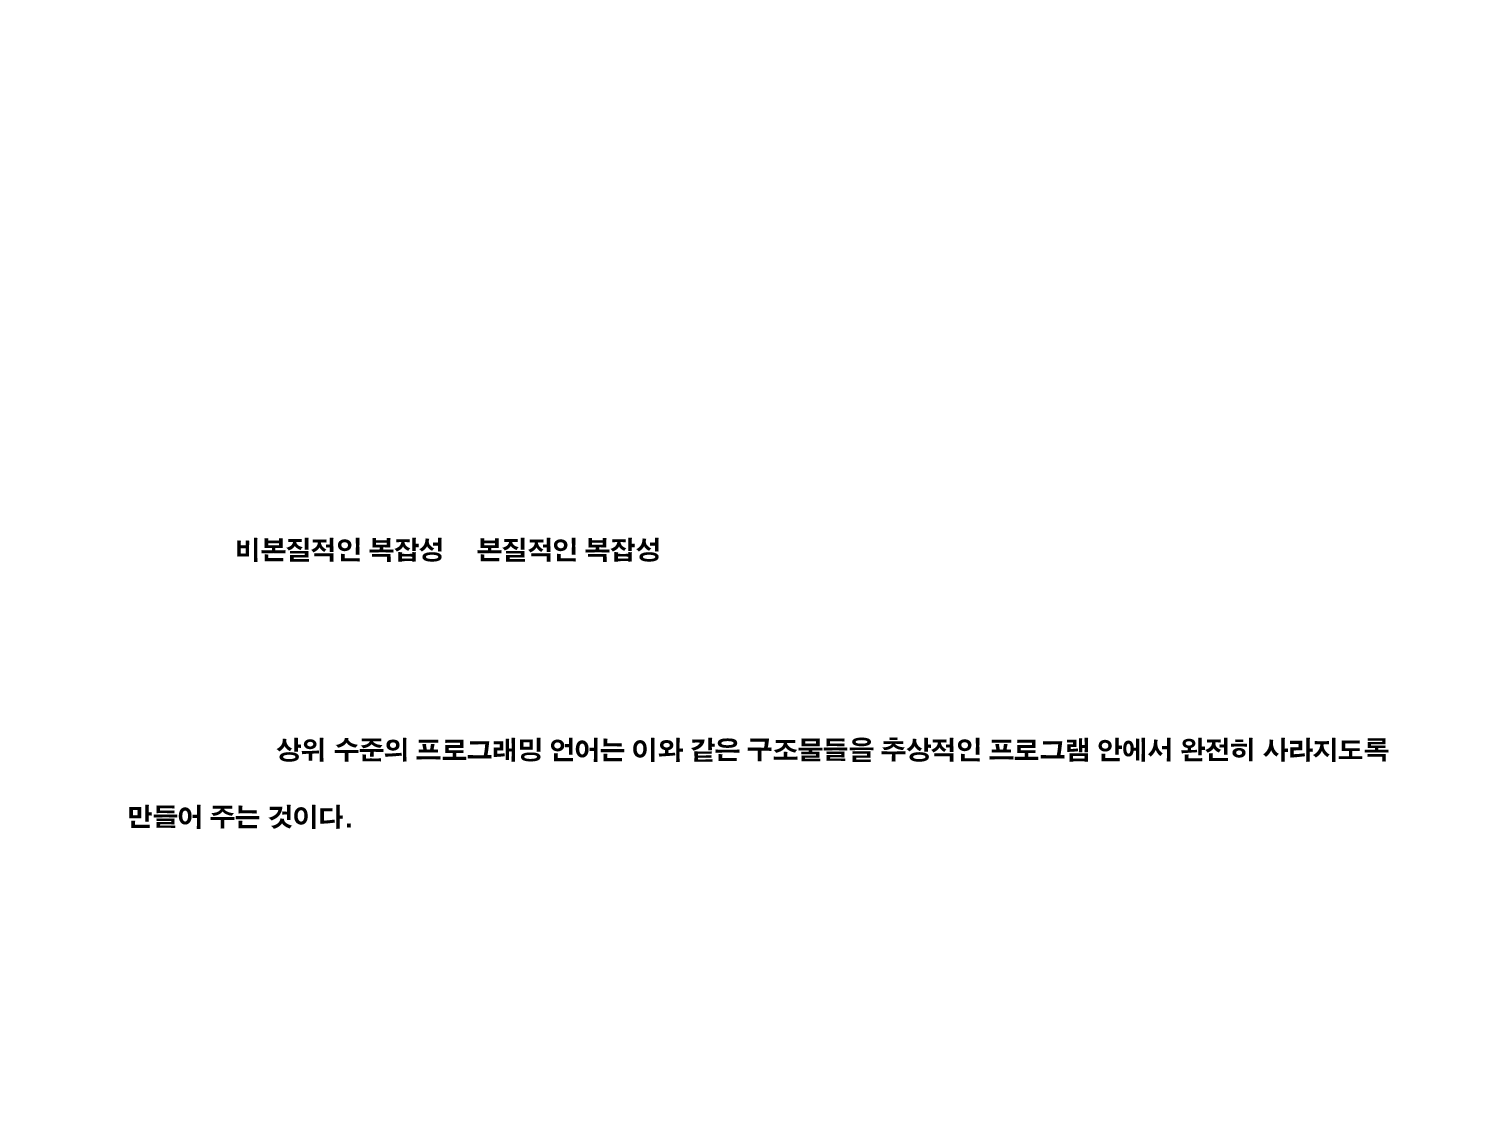 비본질적인 복잡성 본질적인 복잡성
상위 수준의 프로그래밍 언어는 이와 같은 구조물들을 추상적인 프로그램 안에서 완전히 사라지도록
만들어 주는 것이다.